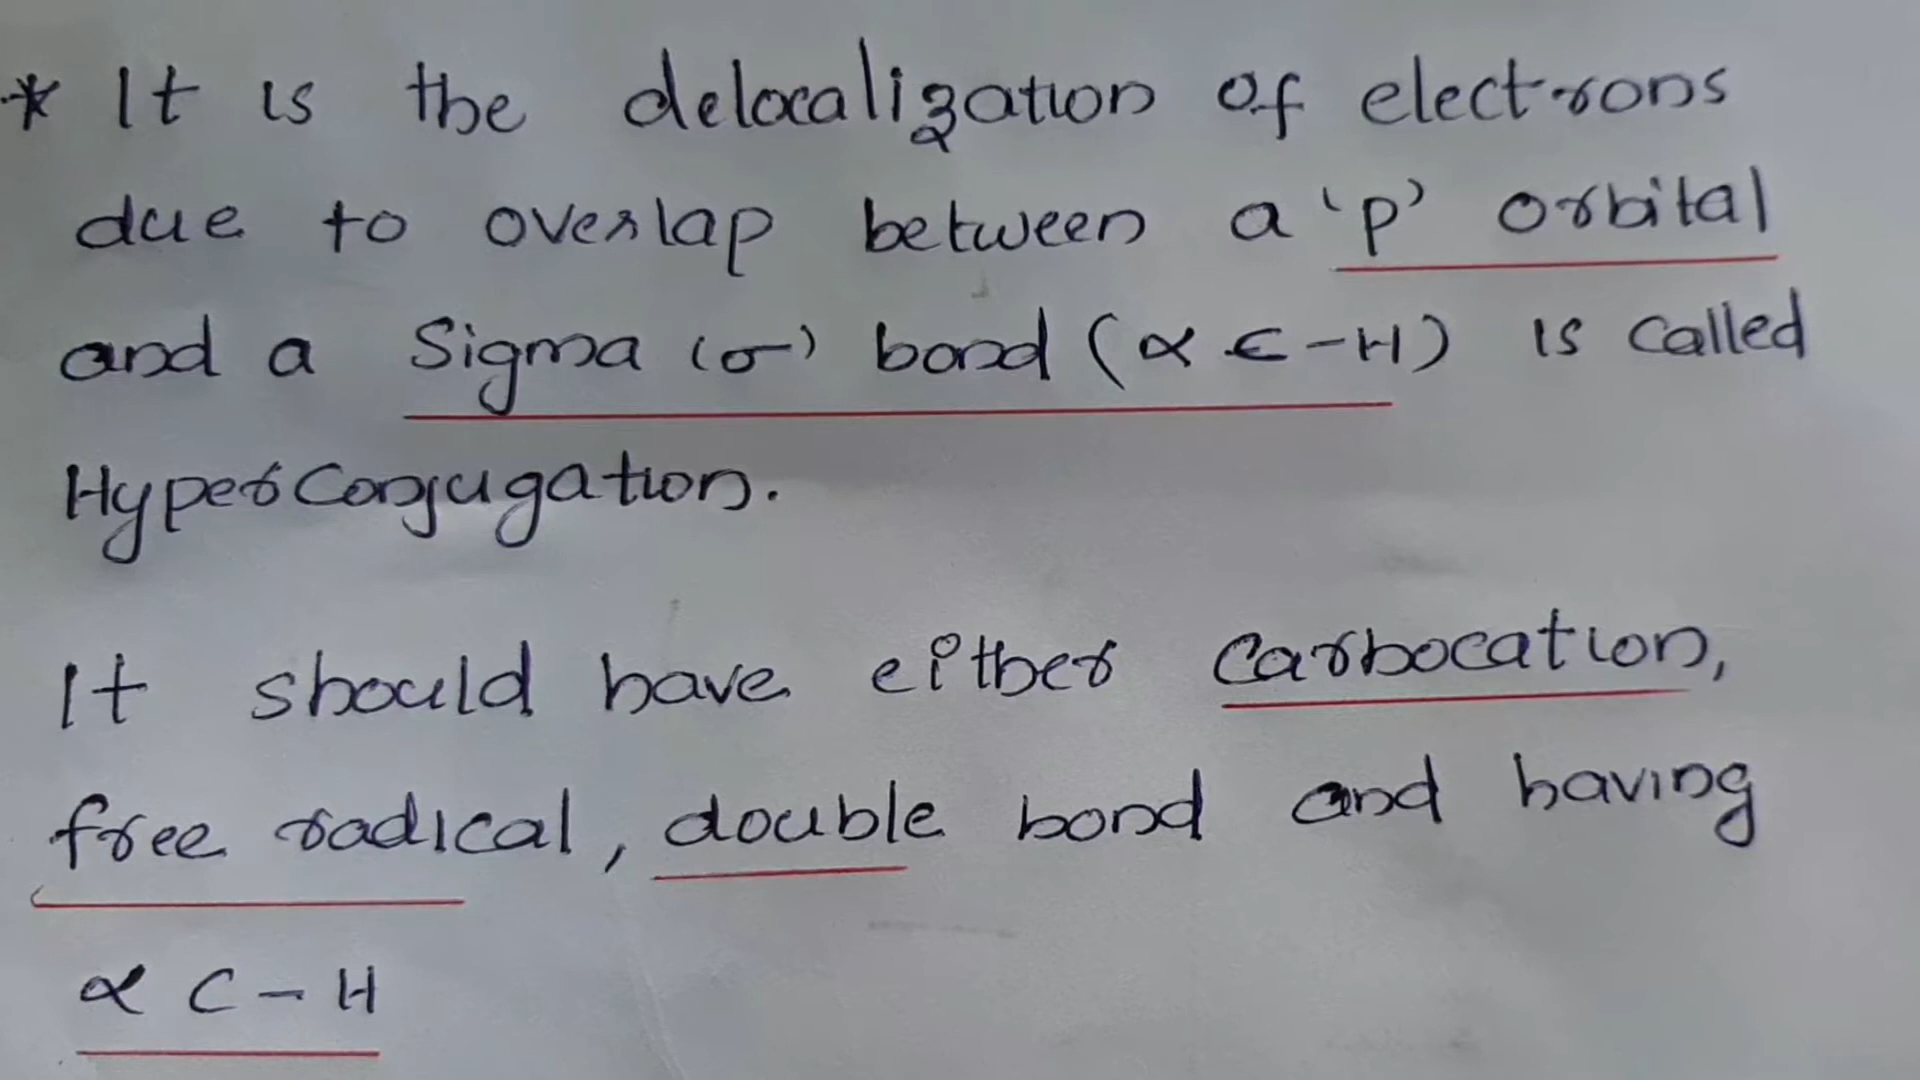 * It is the delocalization of electrons
due to overlap between a 'p' orbital
and a Sigma (σ) bond (α C-H) is called
HyperConjugation.
It should have either Carbocation,
free radical, double bond and having
α C-H